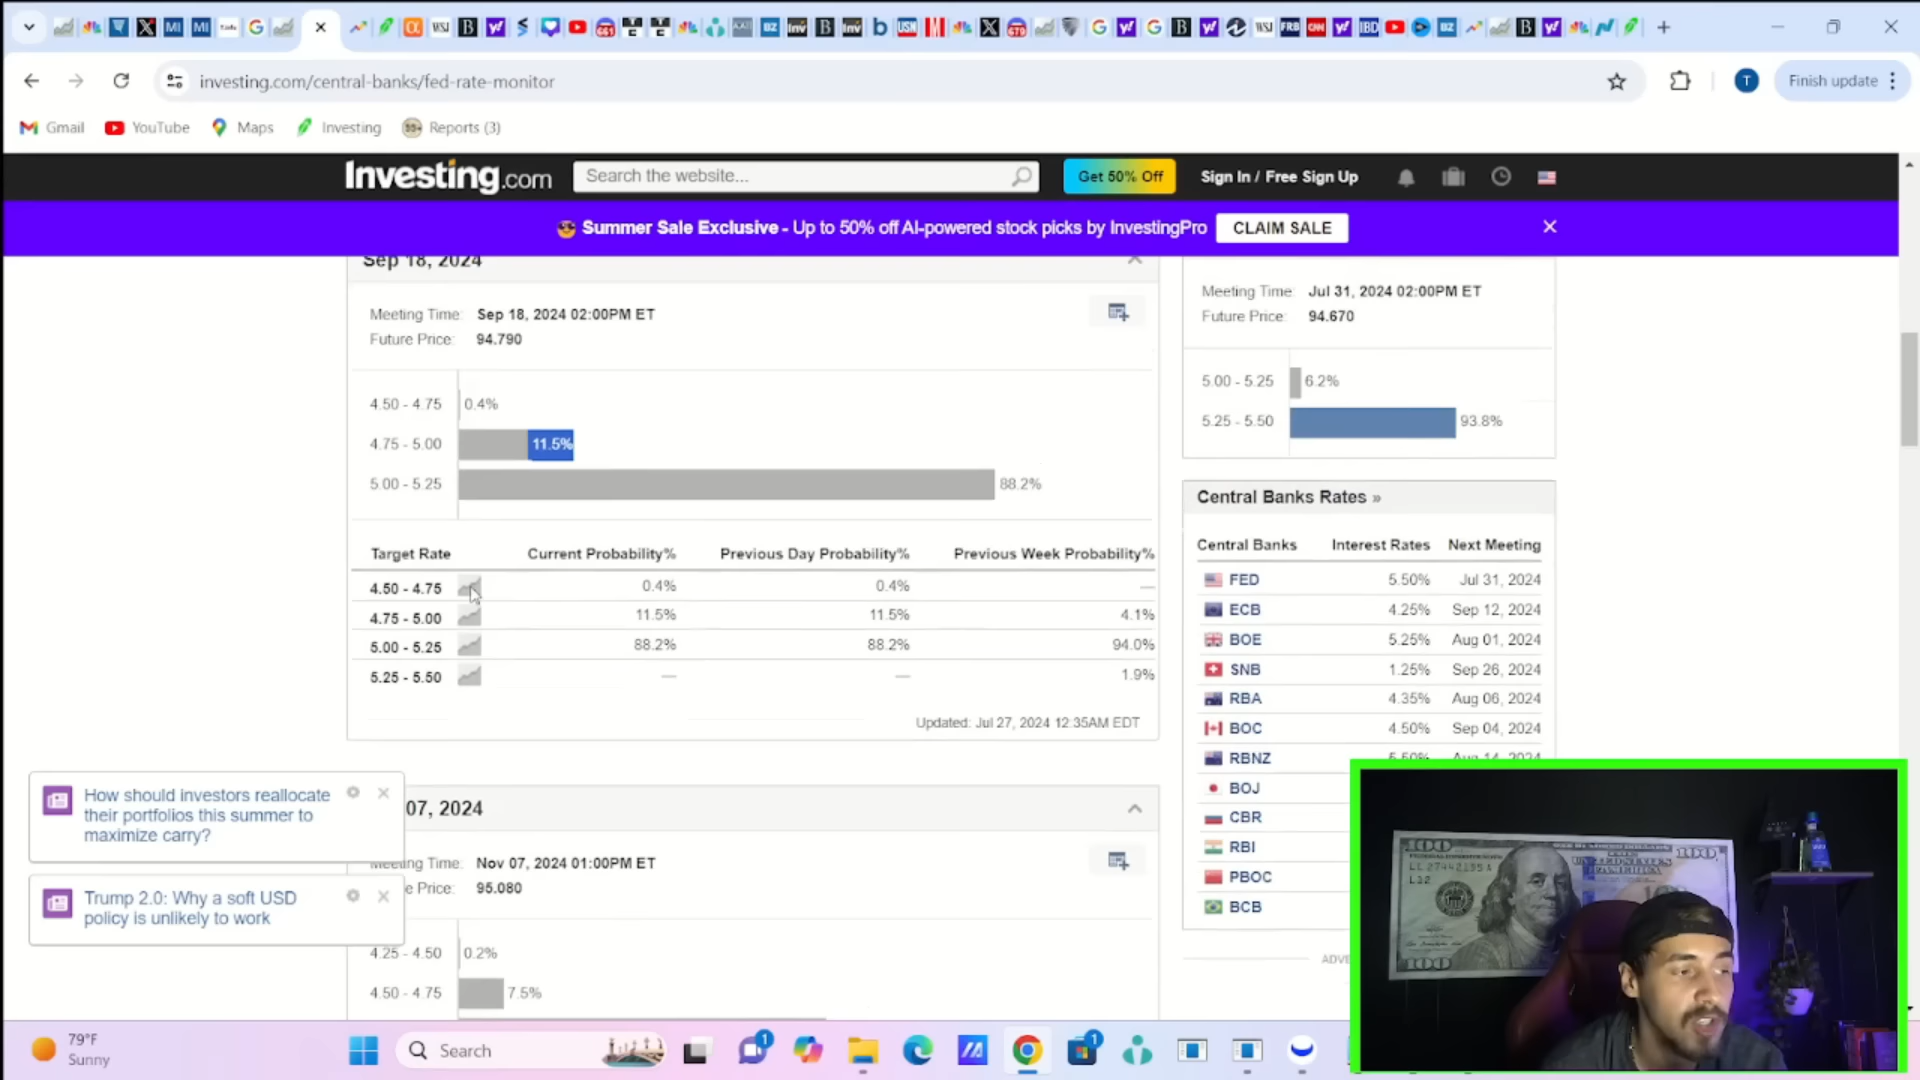 investing.com/central-banks/fed-rate-monitor
Finish update
Gmail
YouTube
Maps
Investing
Reports (3)
Investing.com
Search the website...
Get 50% Off
Sign In / Free Sign Up
Summer Sale Exclusive - Up to 50% off AI-powered stock picks by InvestingPro
CLAIM SALE
Sep 18, 2024
Meeting Time: Sep 18, 2024 02:00PM ET
Future Price: 94.790
4.50 - 4.75 0.4%
4.75 - 5.00 11.5%
5.00 - 5.25 88.2%
Target Rate Current Probability% Previous Day Probability% Previous Week Probability%
4.50 - 4.75 0.4% 0.4% —
4.75 - 5.00 11.5% 11.5% 4.1%
5.00 - 5.25 88.2% 88.2% 94.0%
5.25 - 5.50 — — 1.9%
Updated: Jul 27, 2024 12:35AM EDT
07, 2024
Meeting Time: Nov 07, 2024 01:00PM ET
e Price: 95.080
4.25 - 4.50 0.2%
4.50 - 4.75 7.5%
Meeting Time: Jul 31, 2024 02:00PM ET
Future Price: 94.670
5.00 - 5.25 6.2%
5.25 - 5.50 93.8%
Central Banks Rates »
Central Banks Interest Rates Next Meeting
FED 5.50% Jul 31, 2024
ECB 4.25% Sep 12, 2024
BOE 5.25% Aug 01, 2024
SNB 1.25% Sep 26, 2024
RBA 4.35% Aug 06, 2024
BOC 4.50% Sep 04, 2024
RBNZ 5.50% Aug 14, 2024
BOJ
CBR
RBI
PBOC
BCB
ADVE
How should investors reallocate
their portfolios this summer to
maximize carry?
Trump 2.0: Why a soft USD
policy is unlikely to work
79°F
Sunny
Search